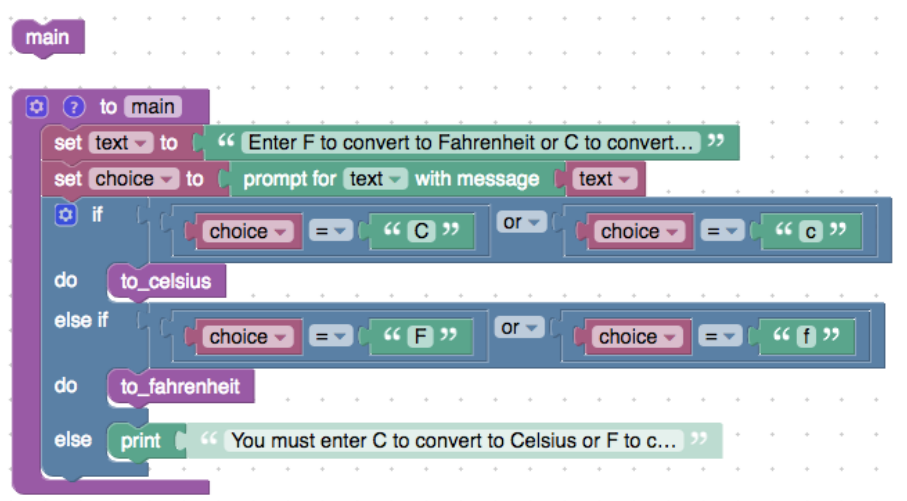 main
? to main
set text to “ Enter F to convert to Fahrenheit or C to convert... ”
set choice to prompt for text with message text
if choice = “ C ” or choice = “ c ”
do to_celsius
else if choice = “ F ” or choice = “ f ”
do to_fahrenheit
else print “ You must enter C to convert to Celsius or F to c... ”